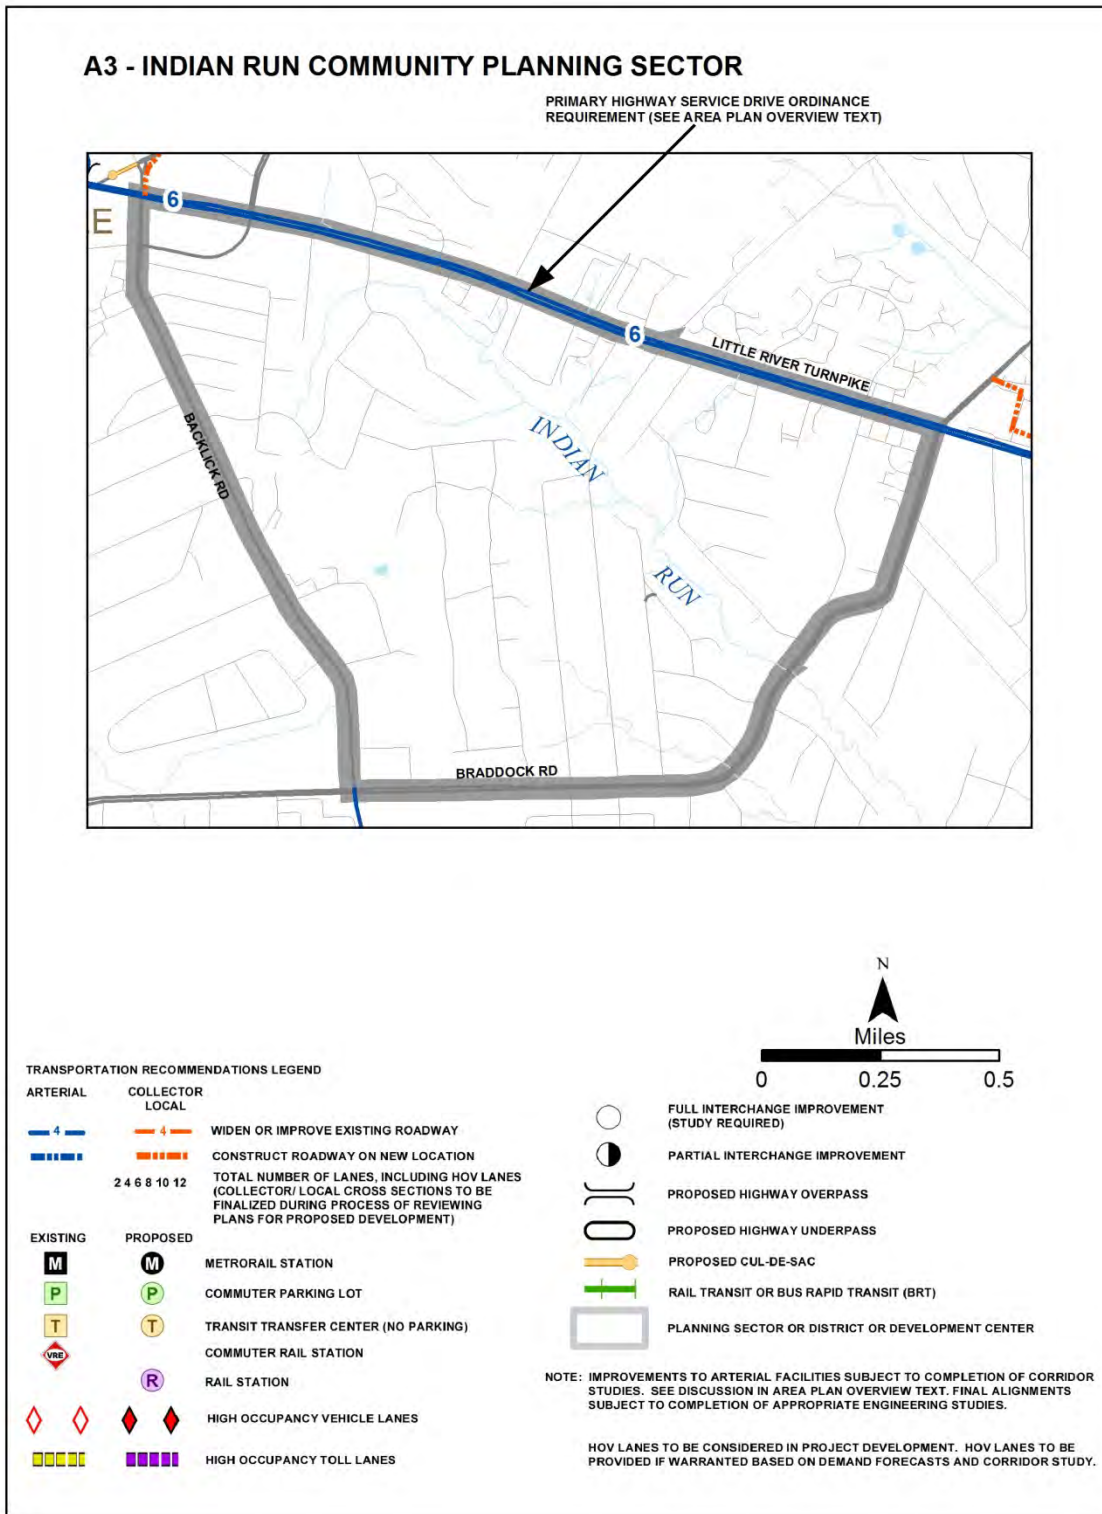 A3 - INDIAN RUN COMMUNITY PLANNING SECTOR
PRIMARY HIGHWAY SERVICE DRIVE ORDINANCE
REQUIREMENT (SEE AREA PLAN OVERVIEW TEXT)
6
E
6
LITTLE RIVER TURNPIKE
BACKLICK RD
INDIAN
RUN
BRADDOCK RD
N
Miles
0 0.25 0.5
TRANSPORTATION RECOMMENDATIONS LEGEND
ARTERIAL COLLECTOR
LOCAL
4 4 WIDEN OR IMPROVE EXISTING ROADWAY
CONSTRUCT ROADWAY ON NEW LOCATION
2 4 6 8 10 12 TOTAL NUMBER OF LANES, INCLUDING HOV LANES
(COLLECTOR/ LOCAL CROSS SECTIONS TO BE
FINALIZED DURING PROCESS OF REVIEWING
PLANS FOR PROPOSED DEVELOPMENT)
EXISTING PROPOSED
M M METRORAIL STATION
P P COMMUTER PARKING LOT
T T TRANSIT TRANSFER CENTER (NO PARKING)
VRE COMMUTER RAIL STATION
R RAIL STATION
HIGH OCCUPANCY VEHICLE LANES
HIGH OCCUPANCY TOLL LANES
FULL INTERCHANGE IMPROVEMENT
(STUDY REQUIRED)
PARTIAL INTERCHANGE IMPROVEMENT
PROPOSED HIGHWAY OVERPASS
PROPOSED HIGHWAY UNDERPASS
PROPOSED CUL-DE-SAC
RAIL TRANSIT OR BUS RAPID TRANSIT (BRT)
PLANNING SECTOR OR DISTRICT OR DEVELOPMENT CENTER
NOTE: IMPROVEMENTS TO ARTERIAL FACILITIES SUBJECT TO COMPLETION OF CORRIDOR
STUDIES. SEE DISCUSSION IN AREA PLAN OVERVIEW TEXT. FINAL ALIGNMENTS
SUBJECT TO COMPLETION OF APPROPRIATE ENGINEERING STUDIES.
HOV LANES TO BE CONSIDERED IN PROJECT DEVELOPMENT. HOV LANES TO BE
PROVIDED IF WARRANTED BASED ON DEMAND FORECASTS AND CORRIDOR STUDY.